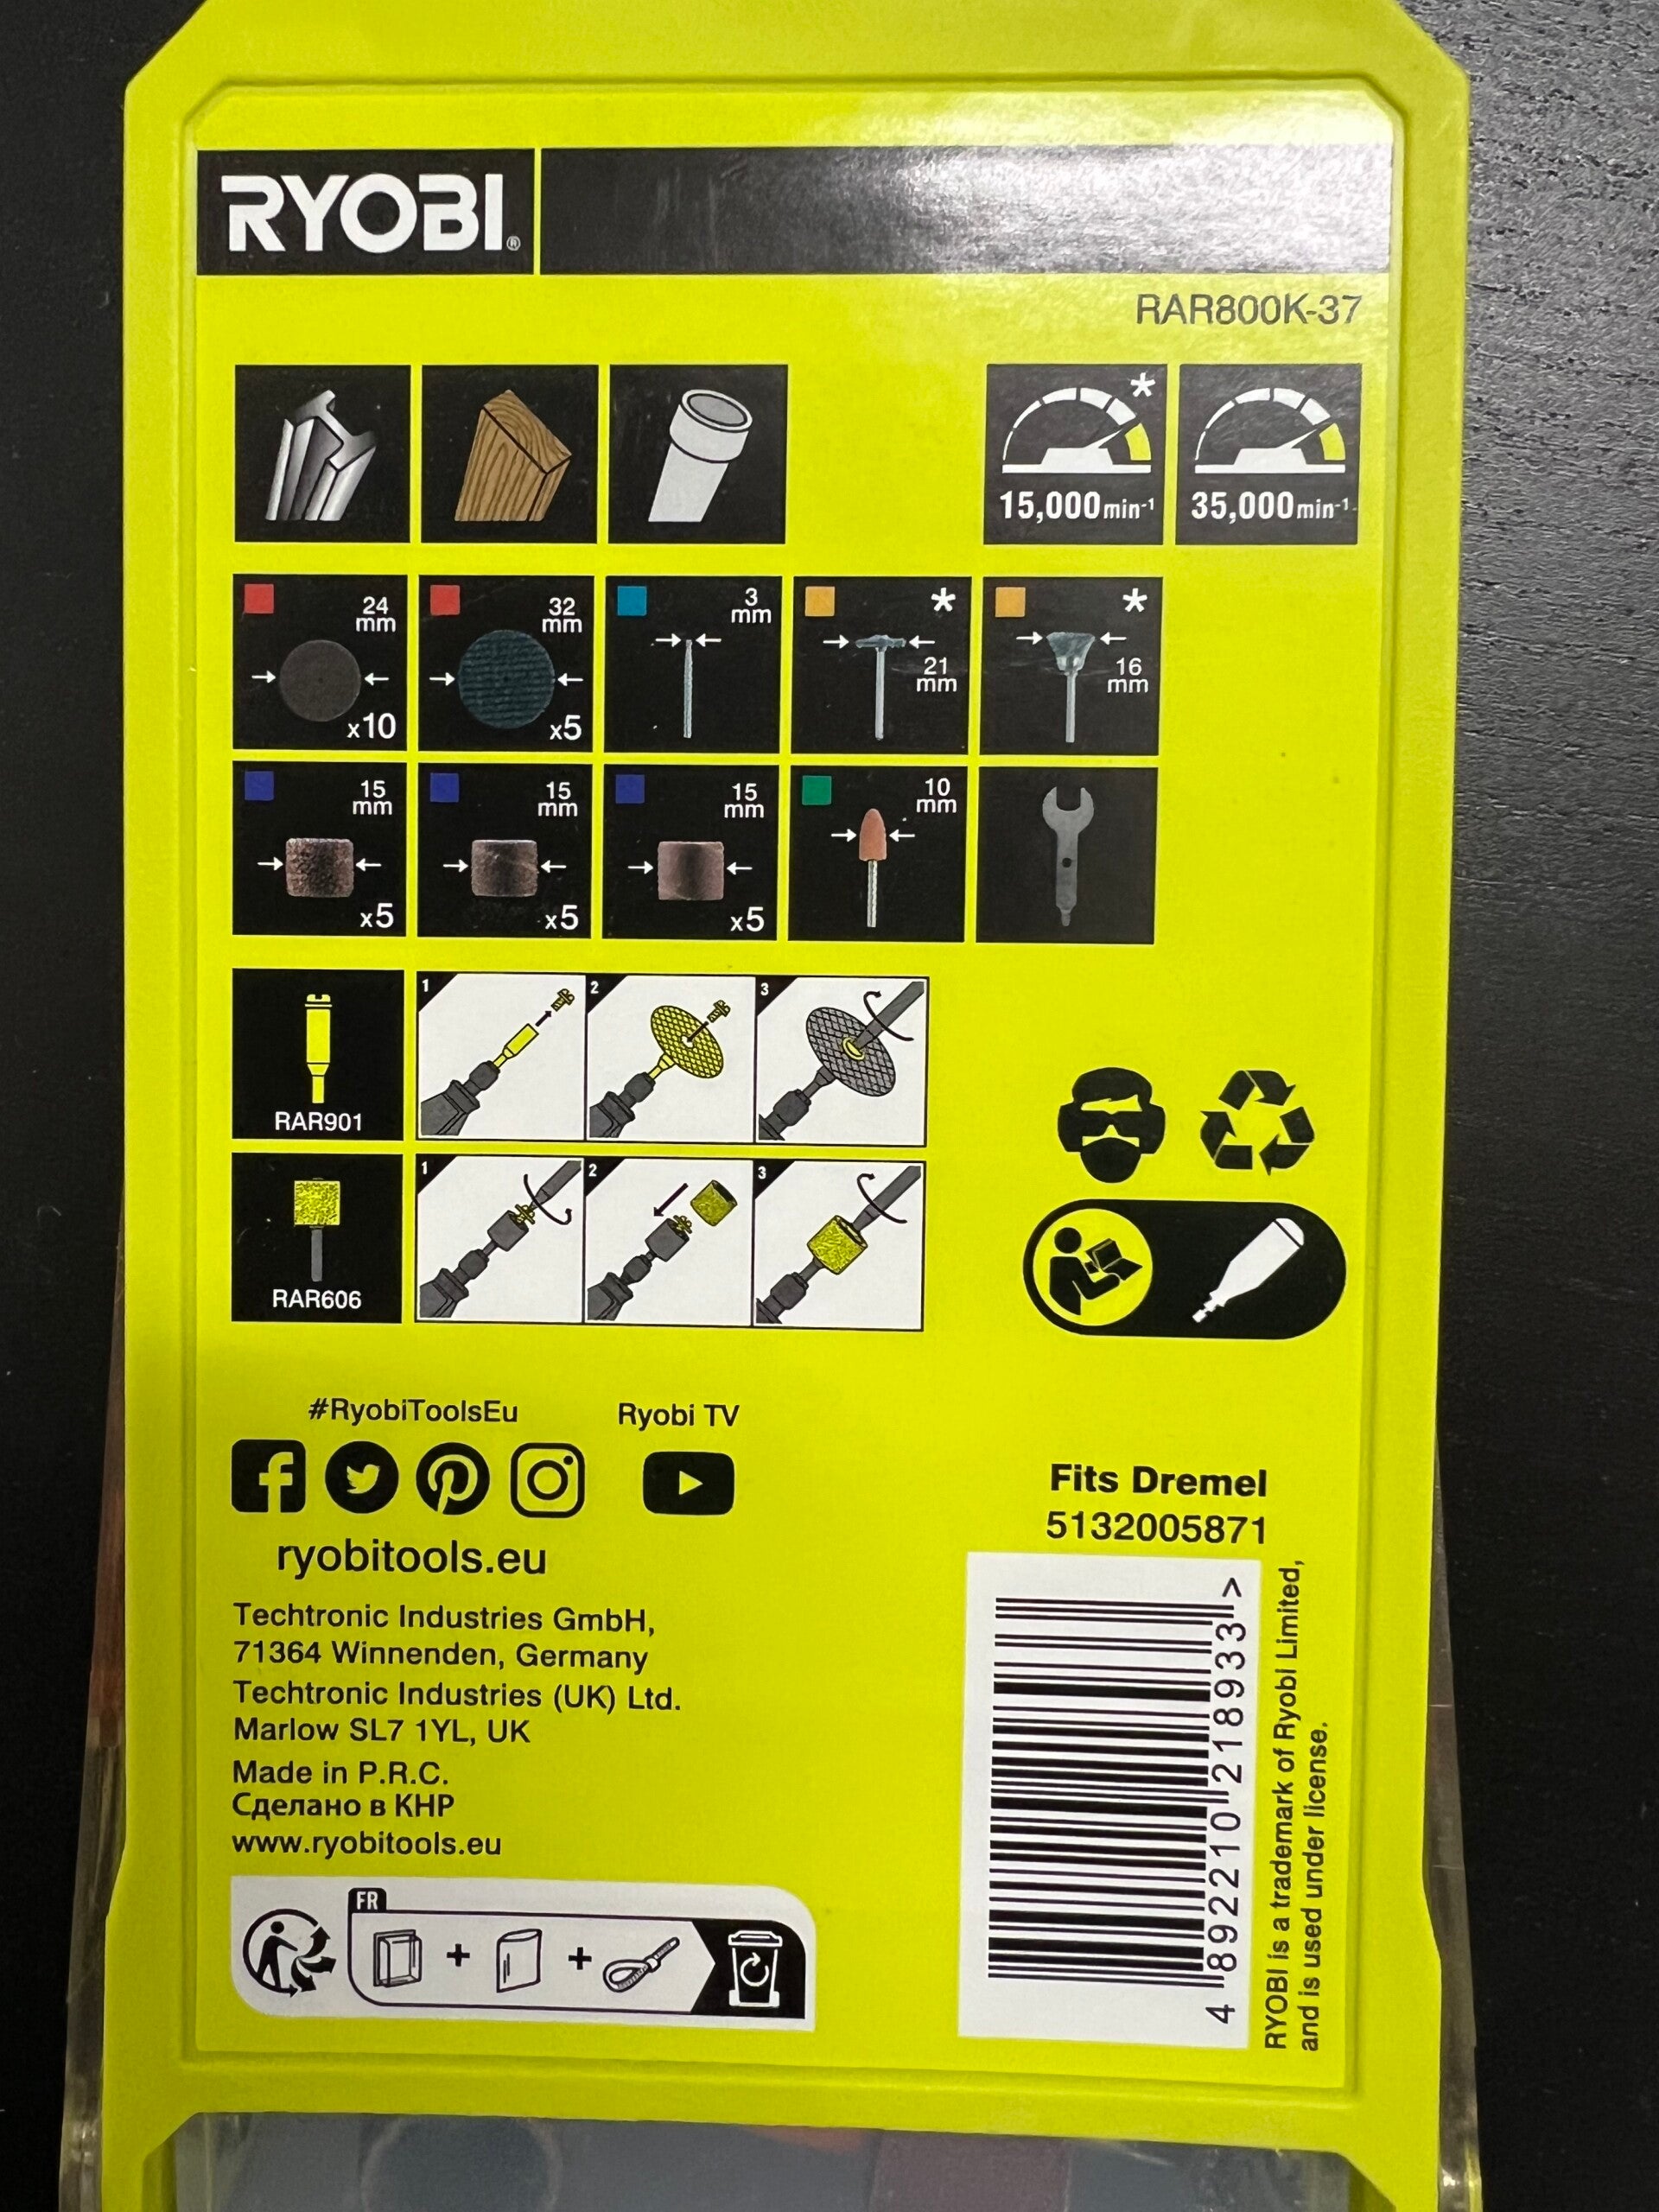 RYOBI®
RAR800K-37
* 15,000min-1 35,000min-1
24 mm x10
32 mm x5
3 mm
* 21 mm
* 16 mm
15 mm x5
15 mm x5
15 mm x5
10 mm
RAR901
1 2 3
RAR606
1 2 3
#RyobiToolsEu Ryobi TV
ryobitools.eu
Techtronic Industries GmbH,
71364 Winnenden, Germany
Techtronic Industries (UK) Ltd.
Marlow SL7 1YL, UK
Made in P.R.C.
Сделано в КНР
www.ryobitools.eu
FR
Fits Dremel
5132005871
4 892210 218933 >
RYOBI is a trademark of Ryobi Limited,
and is used under license.